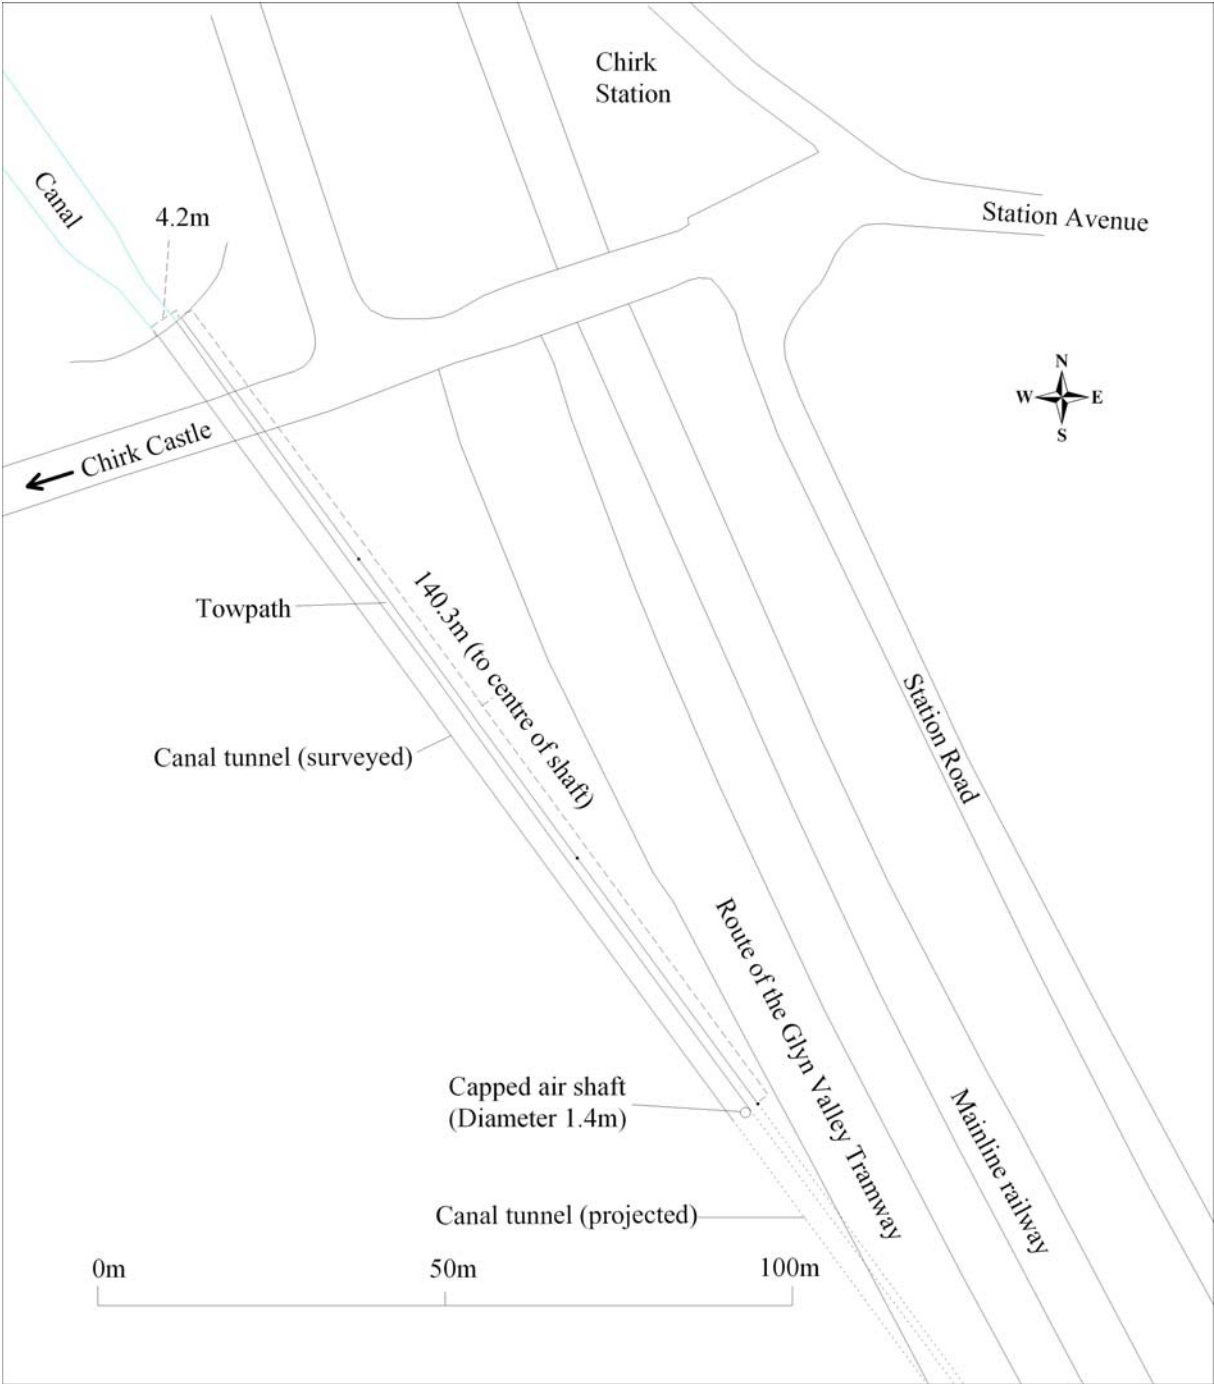 Chirk
Station
Canal
4.2m
Station Avenue
N
W
E
S
Chirk Castle
140.3m (to centre of shaft)
Towpath
Canal tunnel (surveyed)
Station Road
Route of the Glyn Valley Tramway
Capped air shaft
(Diameter 1.4m)
Mainline railway
Canal tunnel (projected)
0m
50m
100m